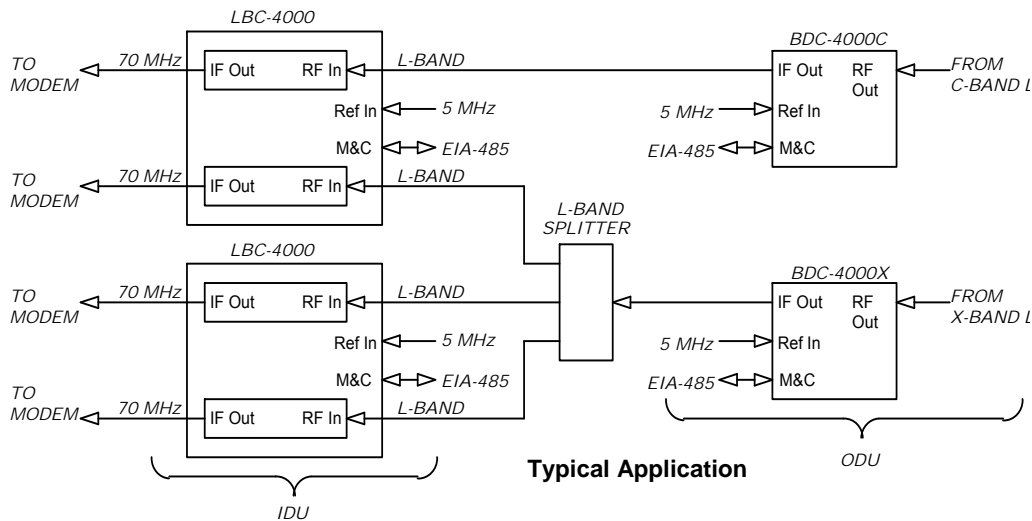 LBC-4000
TO
MODEM
70 MHz
IF Out
RF In
L-BAND
Ref In
5 MHz
M&C
EIA-485
TO
MODEM
70 MHz
IF Out
RF In
L-BAND
BDC-4000C
IF Out
RF
Out
FROM
C-BAND L
5 MHz
Ref In
EIA-485
M&C
L-BAND
SPLITTER
LBC-4000
TO
MODEM
70 MHz
IF Out
RF In
L-BAND
Ref In
5 MHz
M&C
EIA-485
TO
MODEM
70 MHz
IF Out
RF In
L-BAND
BDC-4000X
IF Out
RF
Out
FROM
X-BAND L
5 MHz
Ref In
EIA-485
M&C
Typical Application
ODU
IDU